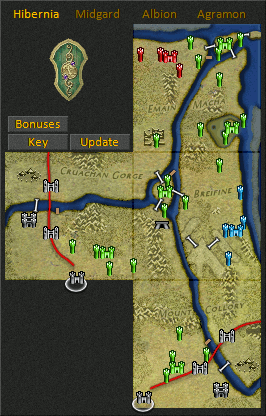 Hibernia Midgard Albion Agramon
Bonuses
Key Update
EMAIN
MACHA
CRUACHAN GORGE
BREIFINE
MOUNT COLLORY